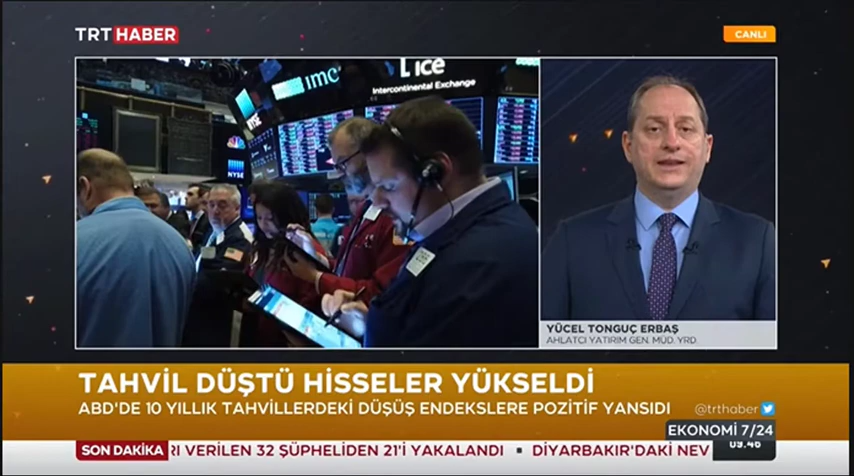 TRT HABER
CANLI
imc
ice
Intercontinental Exchange
NYSE
YÜCEL TONGUÇ ERBAŞ
AHLATCI YATIRIM GEN. MÜD. YRD.
TAHVİL DÜŞTÜ HİSSELER YÜKSELDİ
ABD'DE 10 YILLIK TAHVİLLERDEKİ DÜŞÜŞ ENDEKSLERE POZİTİF YANSIDI
@trthaber
EKONOMİ 7/24
SON DAKİKA
RI VERİLEN 32 ŞÜPHELİDEN 21'İ YAKALANDI • DİYARBAKIR'DAKİ NEV
09.46